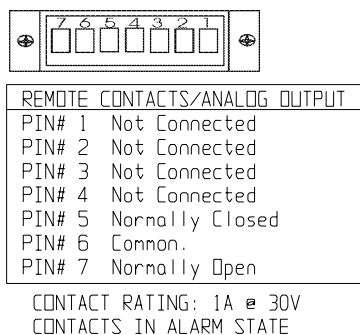 7 6 5 4 3 2 1
REMOTE CONTACTS/ANALOG OUTPUT
PIN# 1 Not Connected
PIN# 2 Not Connected
PIN# 3 Not Connected
PIN# 4 Not Connected
PIN# 5 Normally Closed
PIN# 6 Common.
PIN# 7 Normally Open
CONTACT RATING: 1A @ 30V
CONTACTS IN ALARM STATE